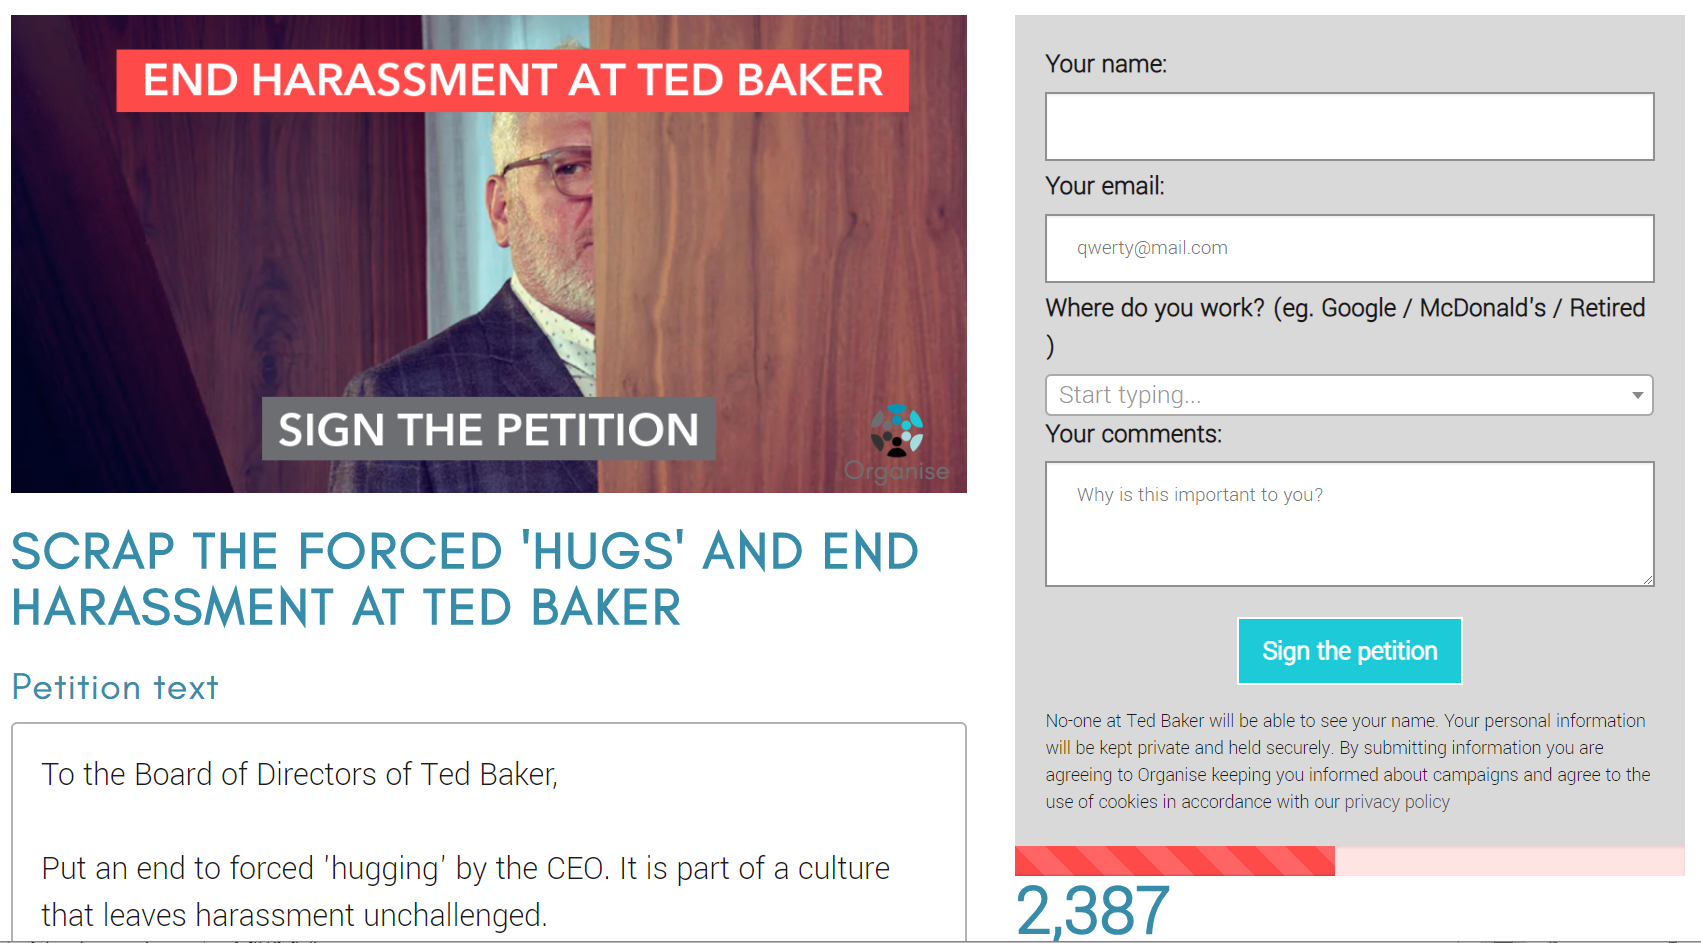 END HARASSMENT AT TED BAKER
SIGN THE PETITION
Organise
SCRAP THE FORCED 'HUGS' AND END
HARASSMENT AT TED BAKER
Petition text
To the Board of Directors of Ted Baker,
Put an end to forced 'hugging' by the CEO. It is part of a culture
that leaves harassment unchallenged.
Your name:
Your email:
qwerty@mail.com
Where do you work? (eg. Google / McDonald's / Retired
)
Start typing...
Your comments:
Why is this important to you?
Sign the petition
No-one at Ted Baker will be able to see your name. Your personal information
will be kept private and held securely. By submitting information you are
agreeing to Organise keeping you informed about campaigns and agree to the
use of cookies in accordance with our privacy policy
2,387